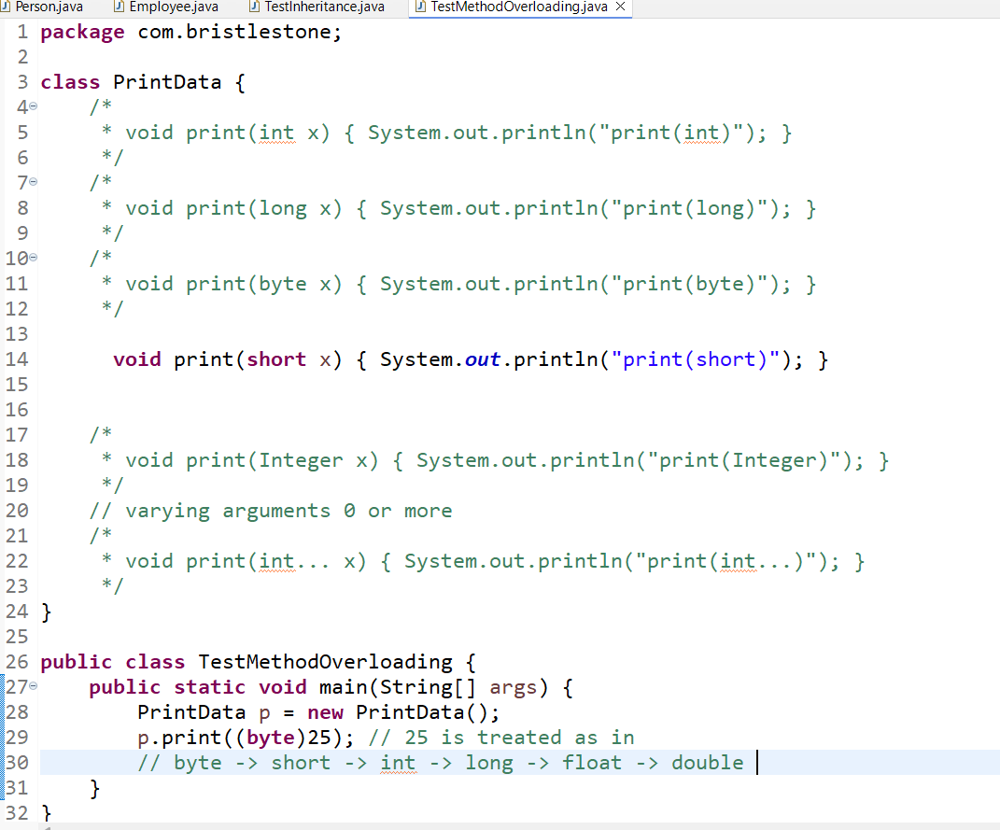 Person.java Employee.java TestInheritance.java TestMethodOverloading.java
1 package com.bristlestone;
2
3 class PrintData {
4 /*
5 * void print(int x) { System.out.println("print(int)"); }
6 */
7 /*
8 * void print(long x) { System.out.println("print(long)"); }
9 */
10 /*
11 * void print(byte x) { System.out.println("print(byte)"); }
12 */
13
14 void print(short x) { System.out.println("print(short)"); }
15
16
17 /*
18 * void print(Integer x) { System.out.println("print(Integer)"); }
19 */
20 // varying arguments 0 or more
21 /*
22 * void print(int... x) { System.out.println("print(int...)"); }
23 */
24 }
25
26 public class TestMethodOverloading {
27 public static void main(String[] args) {
28 PrintData p = new PrintData();
29 p.print((byte)25); // 25 is treated as in
30 // byte -> short -> int -> long -> float -> double
31 }
32 }